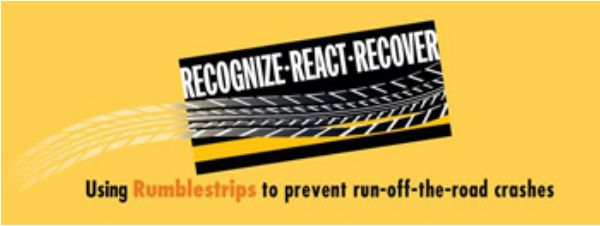 RECOGNIZE·REACT·RECOVER
Using Rumblestrips to prevent run-off-the-road crashes